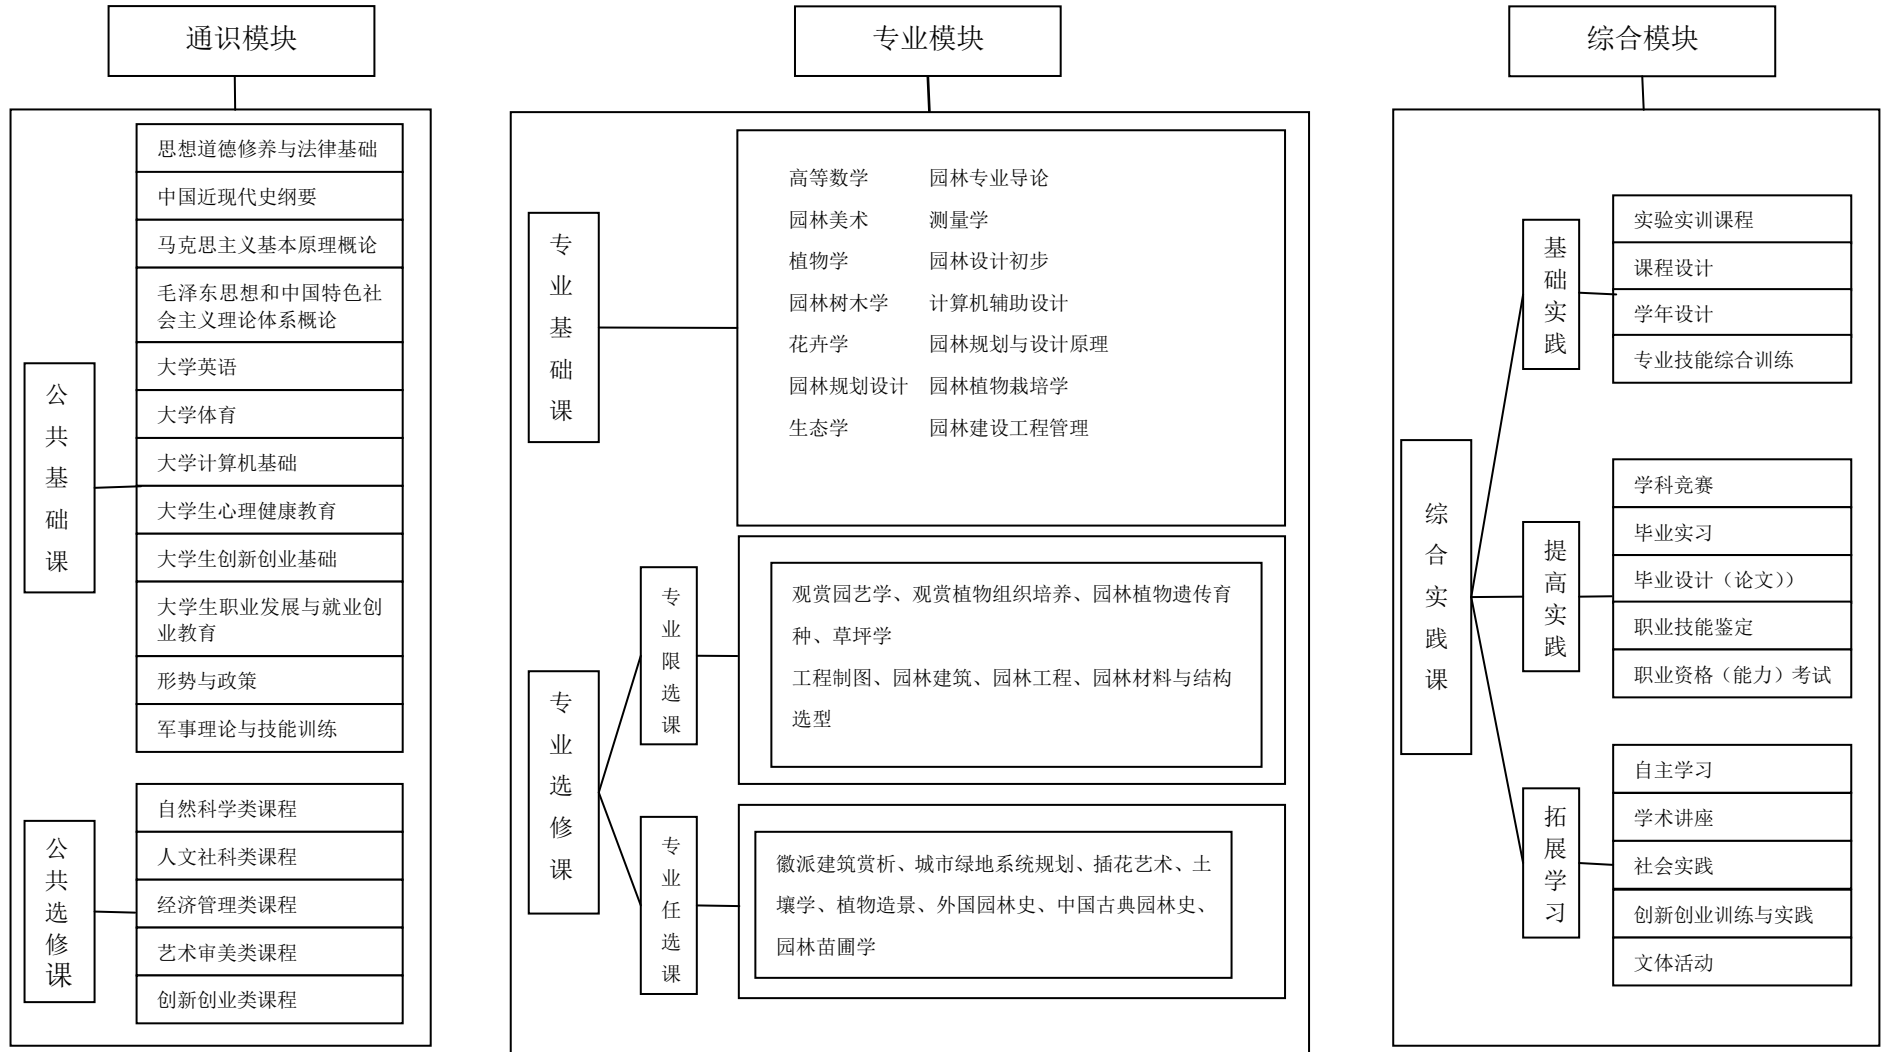 通识模块
公共基础课
思想道德修养与法律基础
中国近现代史纲要
马克思主义基本原理概论
毛泽东思想和中国特色社
会主义理论体系概论
大学英语
大学体育
大学计算机基础
大学生心理健康教育
大学生创新创业基础
大学生职业发展与就业创
业教育
形势与政策
军事理论与技能训练
公共选修课
自然科学类课程
人文社科类课程
经济管理类课程
艺术审美类课程
创新创业类课程
专业模块
专业基础课
高等数学 园林专业导论
园林美术 测量学
植物学 园林设计初步
园林树木学 计算机辅助设计
花卉学 园林规划与设计原理
园林规划设计 园林植物栽培学
生态学 园林建设工程管理
专业选修课
专业限选课
观赏园艺学、观赏植物组织培养、园林植物遗传育
种、草坪学
工程制图、园林建筑、园林工程、园林材料与结构
选型
专业任选课
徽派建筑赏析、城市绿地系统规划、插花艺术、土
壤学、植物造景、外国园林史、中国古典园林史、
园林苗圃学
综合模块
综合实践课
基础实践
实验实训课程
课程设计
学年设计
专业技能综合训练
提高实践
学科竞赛
毕业实习
毕业设计（论文））
职业技能鉴定
职业资格（能力）考试
拓展学习
自主学习
学术讲座
社会实践
创新创业训练与实践
文体活动